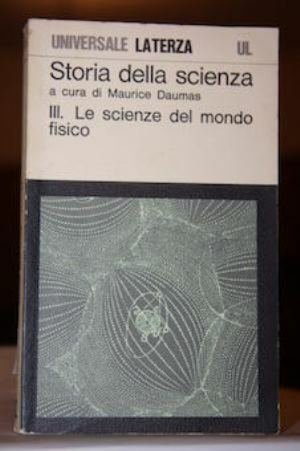 UNIVERSALE LATERZA UL
Storia della scienza
a cura di Maurice Daumas
III. Le scienze del mondo
fisico